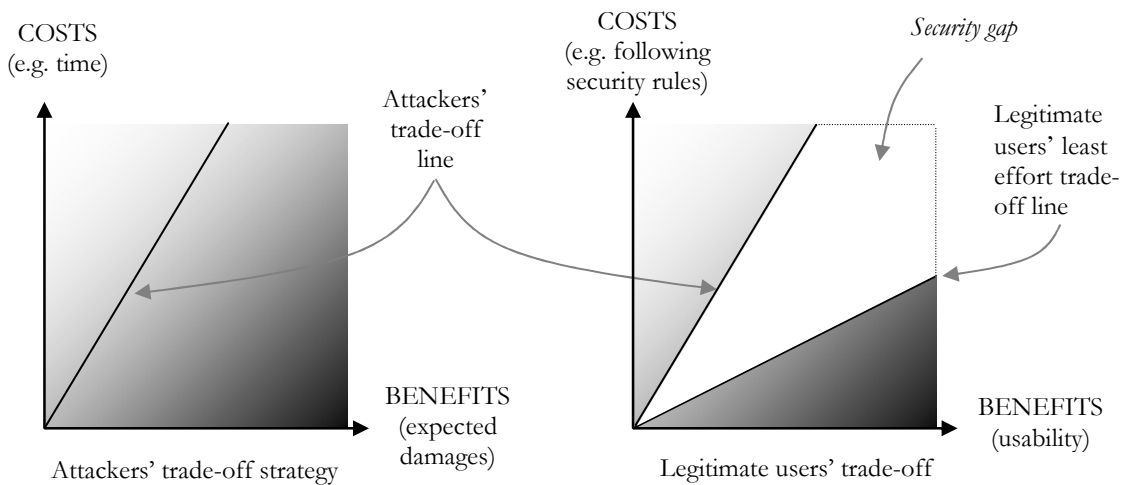 COSTS
(e.g. time)
Attackers’
trade-off
line
BENEFITS
(expected
damages)
Attackers’ trade-off strategy
COSTS
(e.g. following
security rules)
Security gap
Legitimate
users’ least
effort trade-
off line
BENEFITS
(usability)
Legitimate users’ trade-off